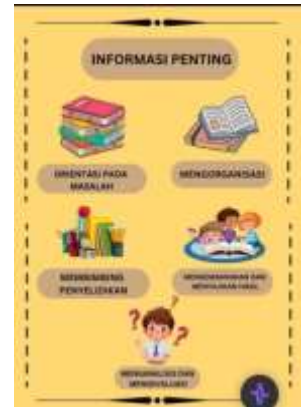 INFORMASI PENTING
ORIENTASI PADA
MASALAH
MENGORGANISASI
MEMBIMBING
PENYELIDIKAN
MENGEMBANGKAN DAN
MENYAJIKAN HASIL
MENGANALISIS DAN
MENGEVALUASI